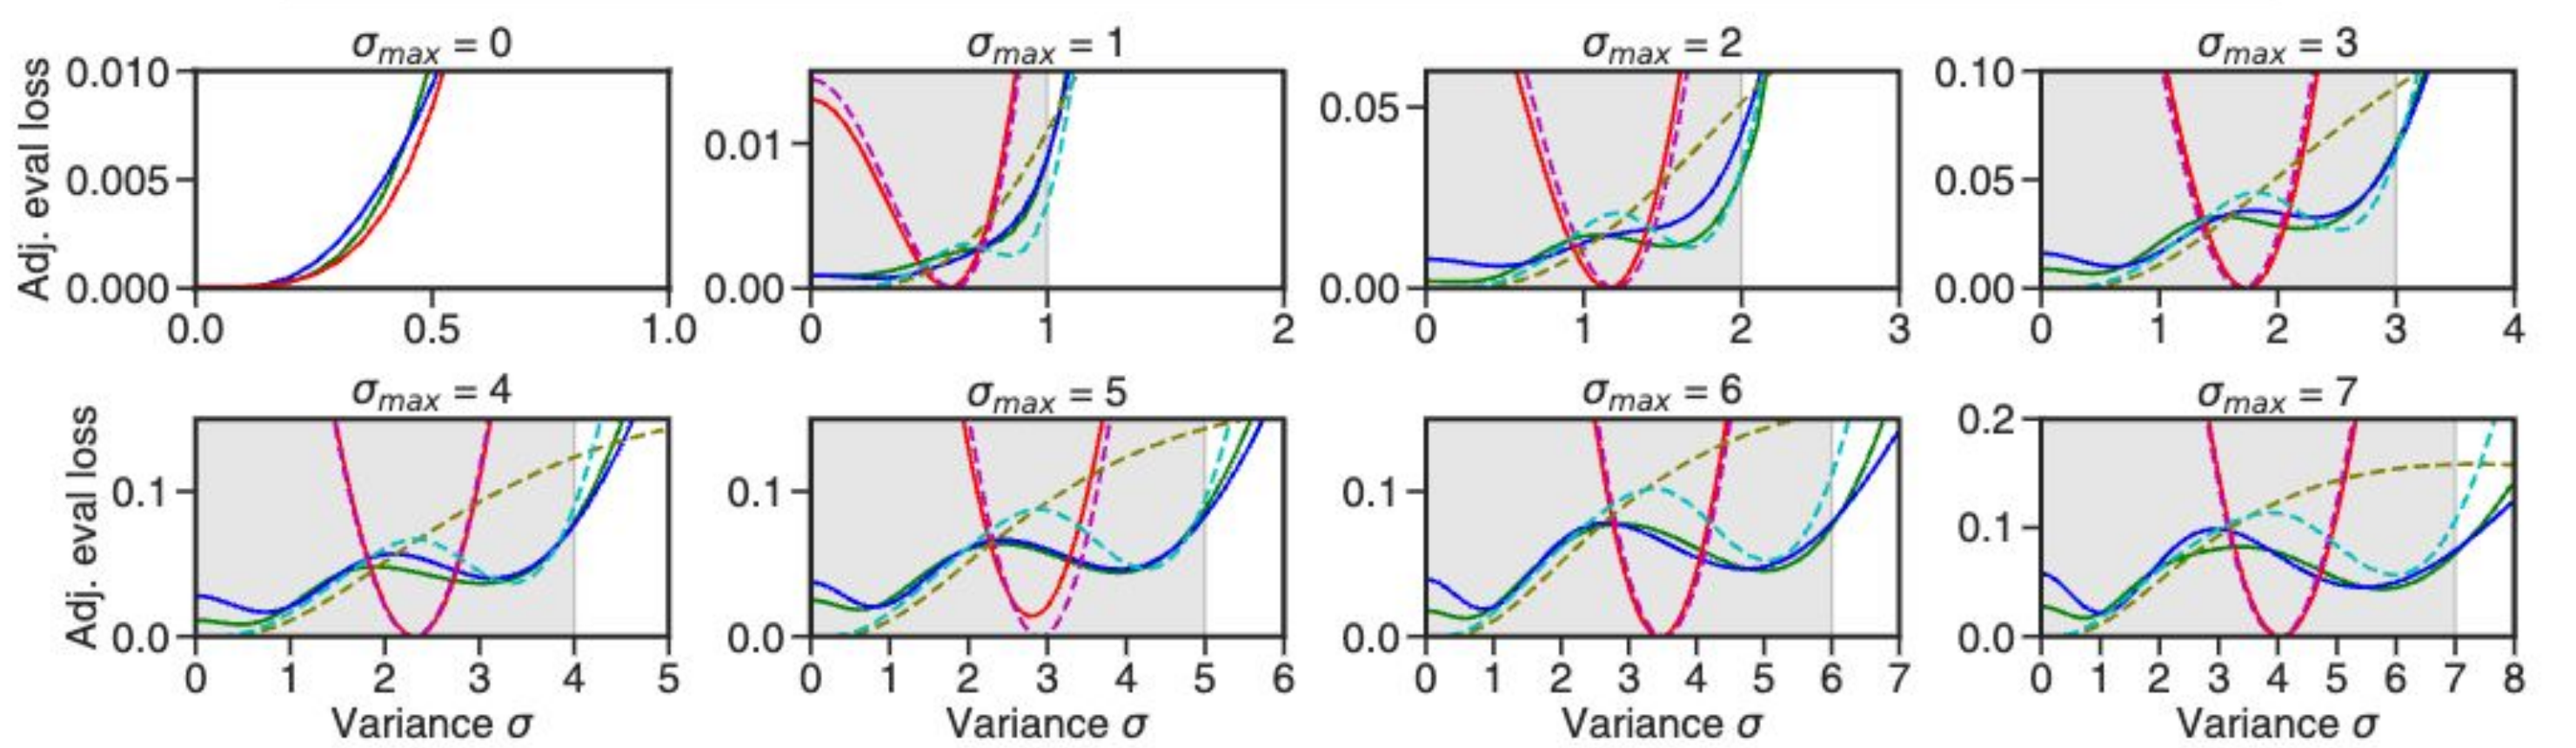 σmax = 0
σmax = 1
σmax = 2
σmax = 3
Adj. eval loss
0.010
0.005
0.000
0.0 0.5 1.0
0.01
0.00
0 1 2
0.05
0.00
0 1 2 3
0.10
0.05
0.00
0 1 2 3 4
σmax = 4
σmax = 5
σmax = 6
σmax = 7
Adj. eval loss
0.1
0.0
0 1 2 3 4 5
0.1
0.0
0 1 2 3 4 5 6
0.1
0.0
0 1 2 3 4 5 6 7
0.2
0.1
0.0
0 1 2 3 4 5 6 7 8
Variance σ
Variance σ
Variance σ
Variance σ